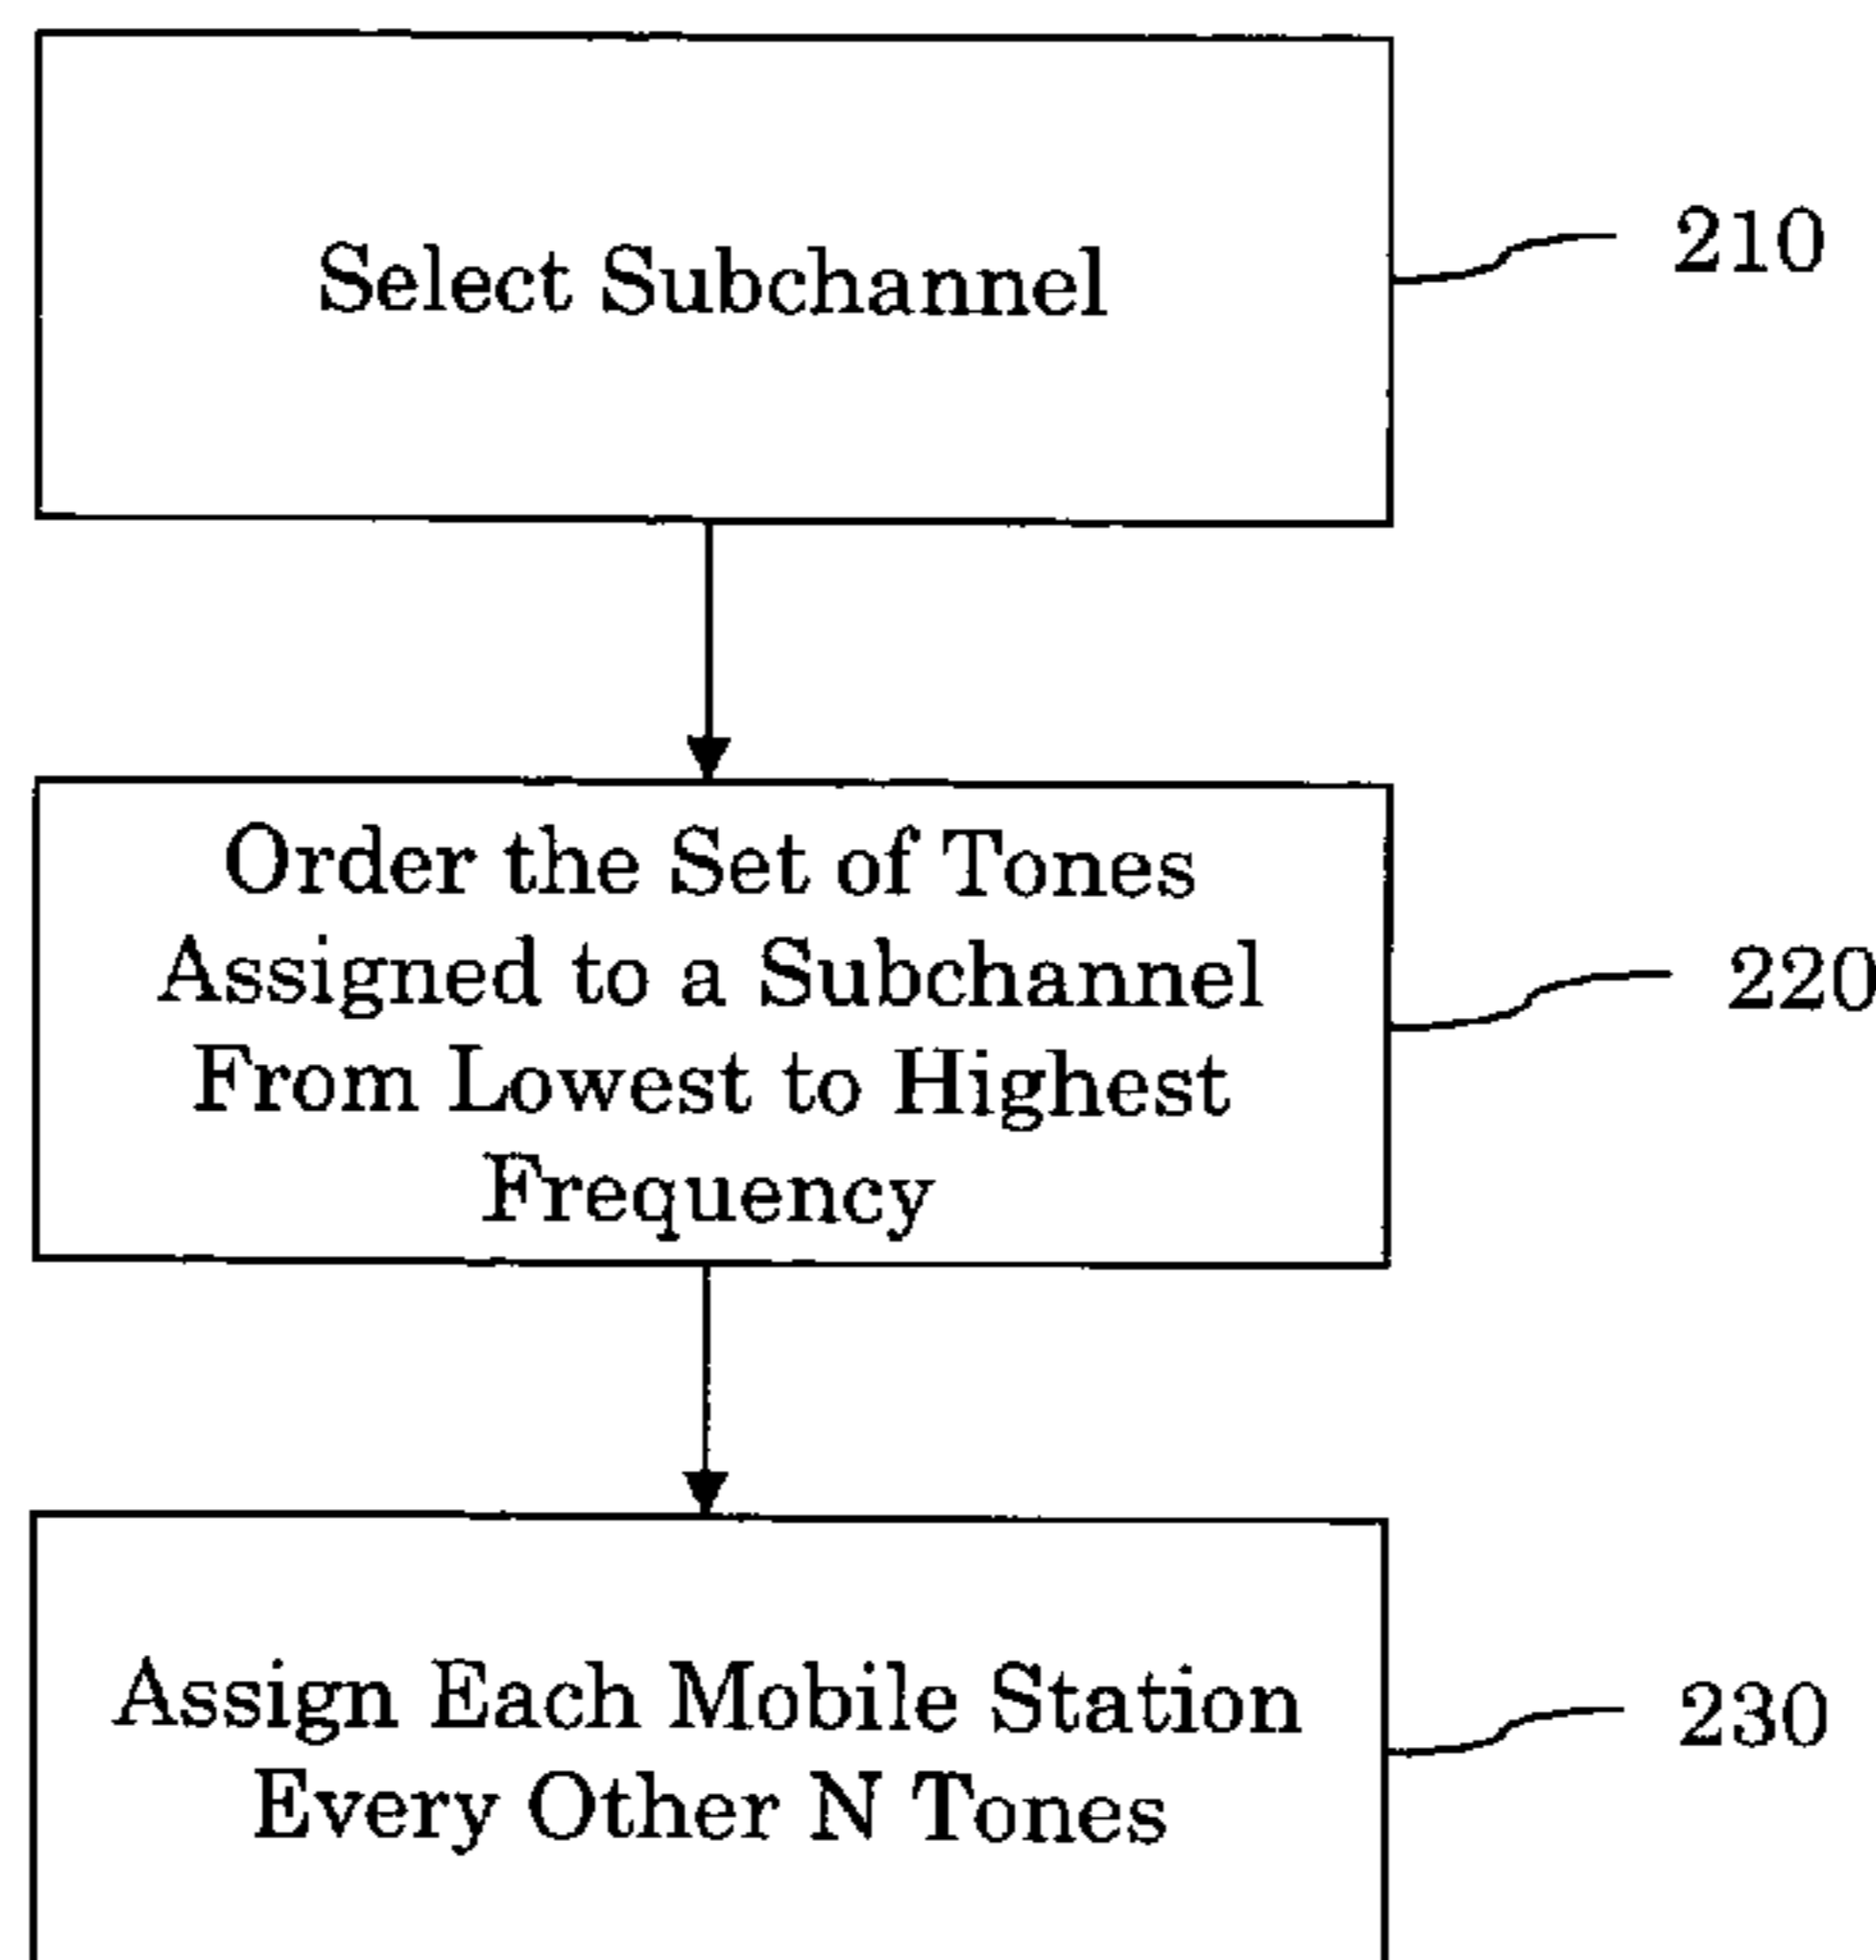 Select Subchannel
210
Order the Set of Tones
Assigned to a Subchannel
From Lowest to Highest
Frequency
220
Assign Each Mobile Station
Every Other N Tones
230